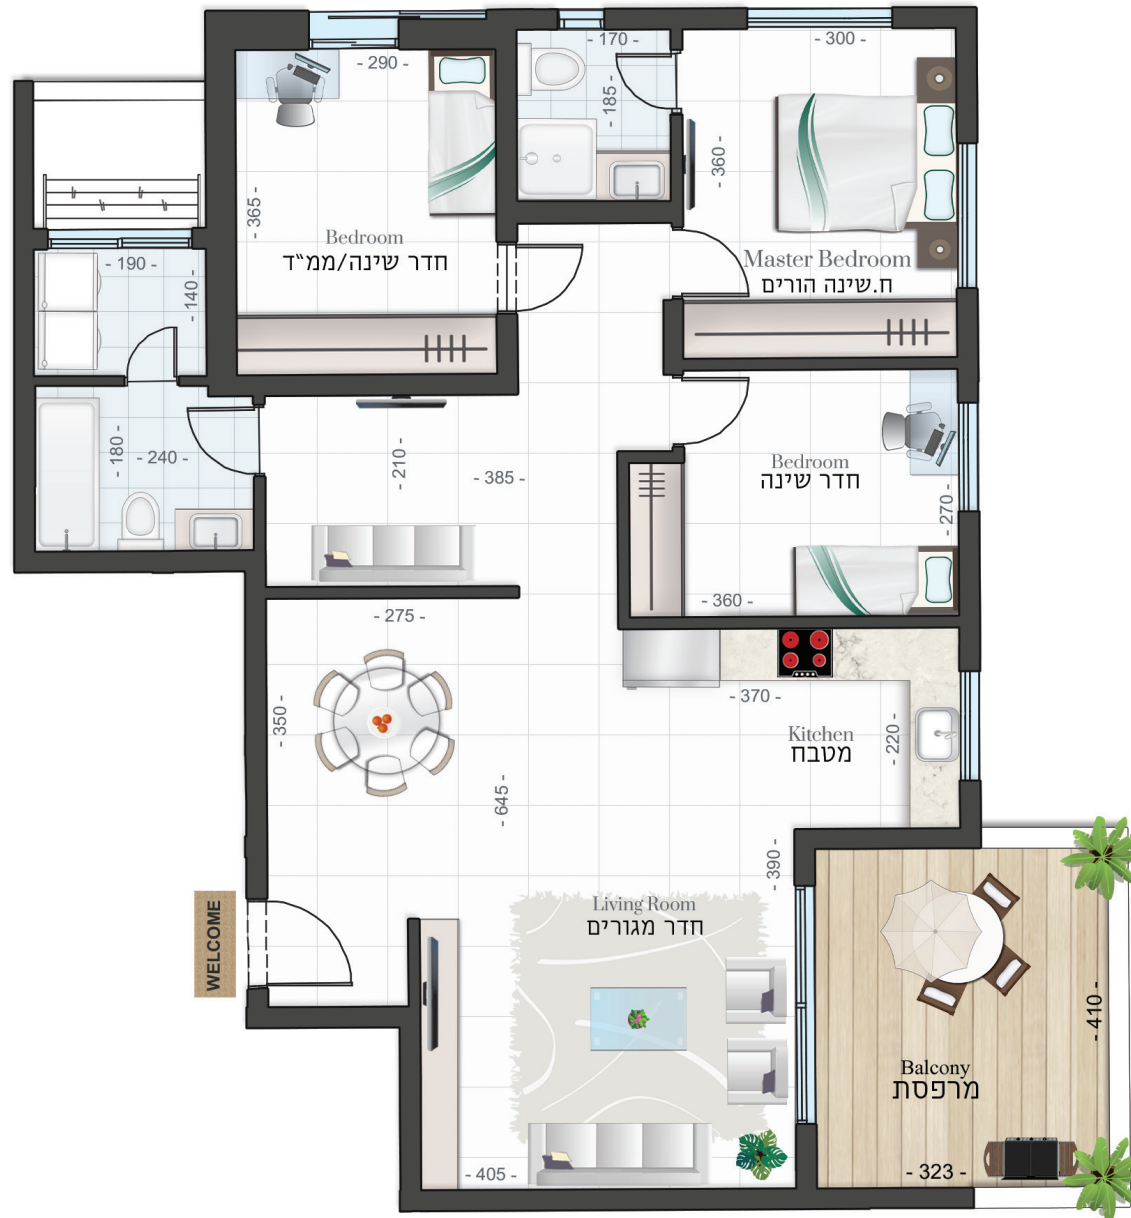 - 290 -
- 170 -
- 300 -
- 185 -
- 360 -
- 365 -
Bedroom
חדר שינה/ממ״ד
Master Bedroom
ח.שינה הורים
- 190 -
- 140 -
- 180 -
- 240 -
- 210 -
- 385 -
Bedroom
חדר שינה
- 270 -
- 360 -
- 275 -
- 350 -
- 370 -
Kitchen
מטבח
- 220 -
- 645 -
- 390 -
WELCOME
Living Room
חדר מגורים
- 410 -
Balcony
מרפסת
- 405 -
- 323 -